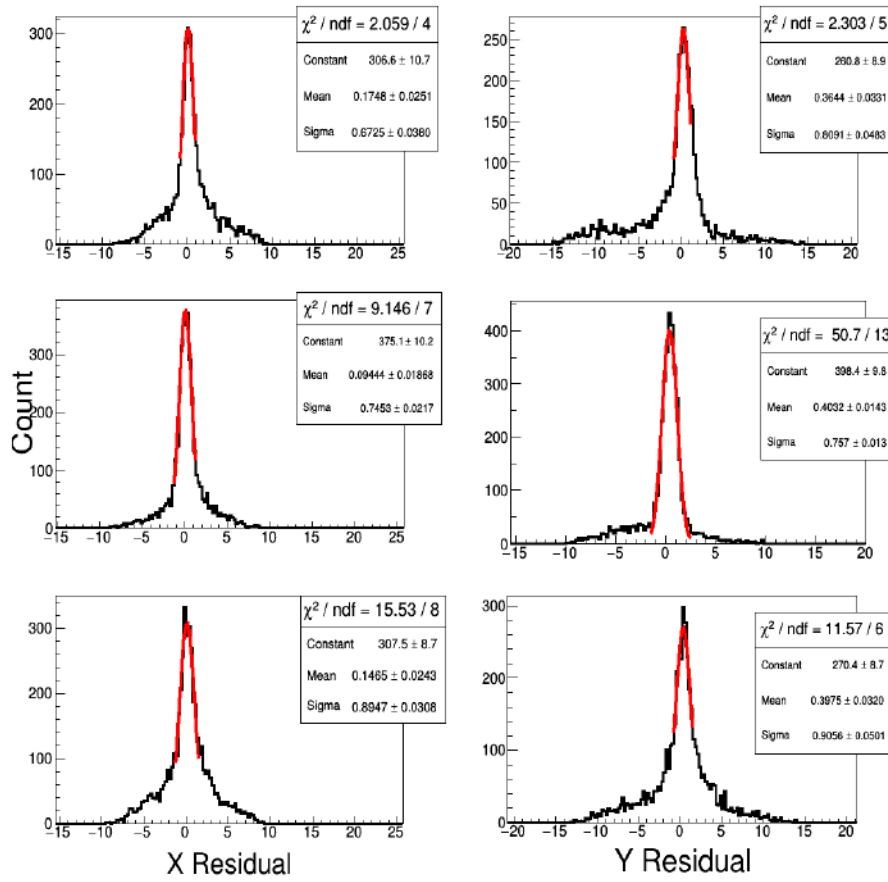 χ² / ndf = 2.059 / 4
Constant 306.6 ± 10.7
Mean 0.1748 ± 0.0251
Sigma 0.6725 ± 0.0380
300
200
100
0
−15 −10 −5 0 5 10 15 20 25
χ² / ndf = 2.303 / 5
Constant 260.8 ± 8.9
Mean 0.3644 ± 0.0331
Sigma 0.8091 ± 0.0483
250
200
150
100
50
0
−20 −15 −10 −5 0 5 10 15 20
χ² / ndf = 9.146 / 7
Constant 375.1 ± 10.2
Mean 0.09444 ± 0.01868
Sigma 0.7453 ± 0.0217
Count
300
200
100
0
−15 −10 −5 0 5 10 15 20 25
χ² / ndf = 50.7 / 13
Constant 398.4 ± 9.8
Mean 0.4032 ± 0.0143
Sigma 0.757 ± 0.013
400
300
200
100
0
−15 −10 −5 0 5 10 15 20
χ² / ndf = 15.53 / 8
Constant 307.5 ± 8.7
Mean 0.1465 ± 0.0243
Sigma 0.8947 ± 0.0308
300
200
100
0
−15 −10 −5 0 5 10 15 20 25
X Residual
χ² / ndf = 11.57 / 6
Constant 270.4 ± 8.7
Mean 0.3975 ± 0.0320
Sigma 0.9056 ± 0.0501
300
200
100
0
−20 −15 −10 −5 0 5 10 15 20
Y Residual